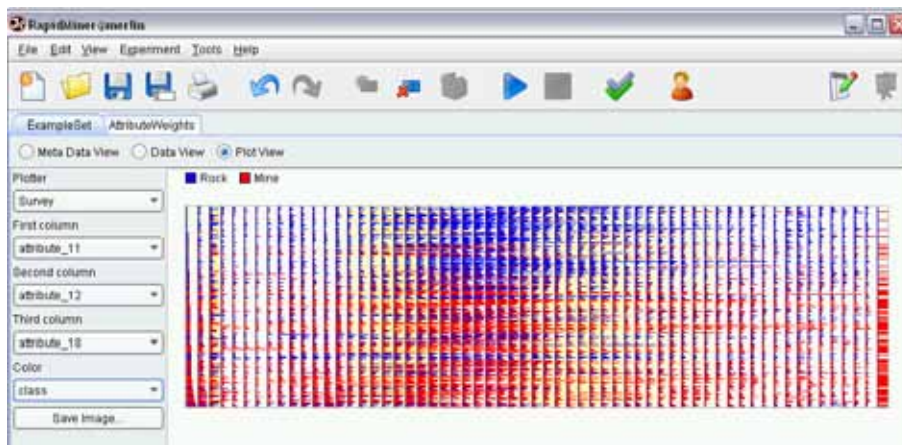 RapidMiner
File Edit View Experiment Tools Help
ExampleSet AttributeWeights
Meta Data View Data View Plot View
Plotter
Survey
First column
attribute_11
Second column
attribute_12
Third column
attribute_18
Color
class
Save Image...
Rock Mine